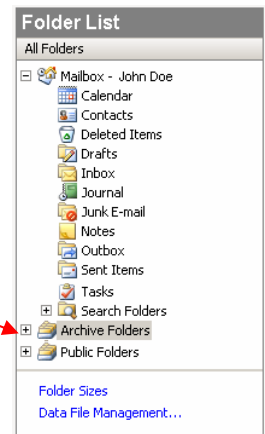 Folder List
All Folders
Mailbox - John Doe
Calendar
Contacts
Deleted Items
Drafts
Inbox
Journal
Junk E-mail
Notes
Outbox
Sent Items
Tasks
Search Folders
Archive Folders
Public Folders
Folder Sizes
Data File Management...